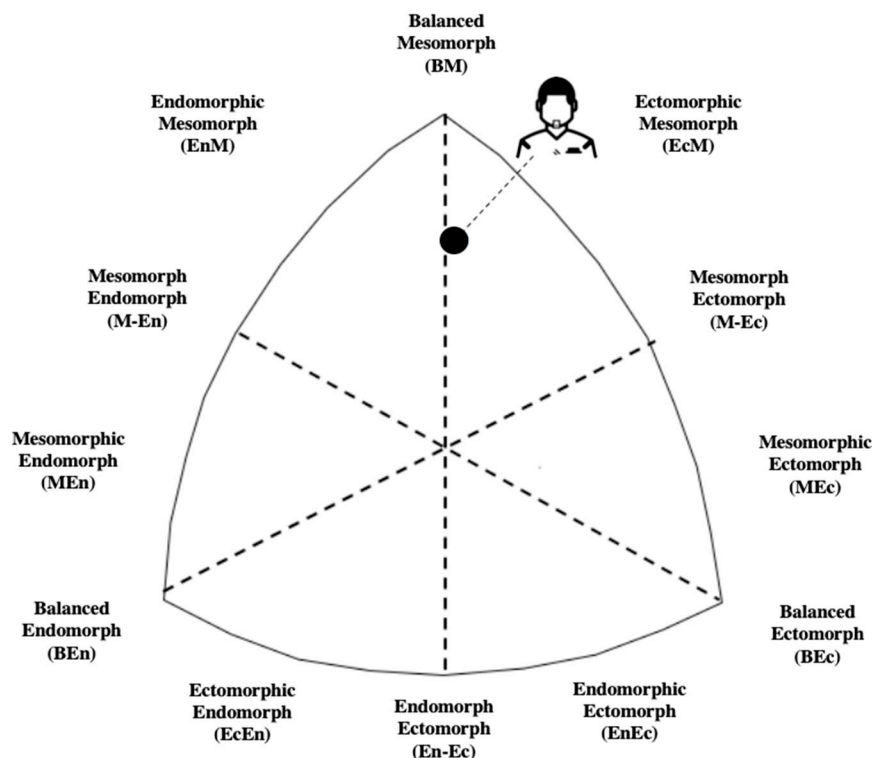 Balanced
Mesomorph
(BM)
Endomorphic
Mesomorph
(EnM)
Ectomorphic
Mesomorph
(EcM)
Mesomorph
Endomorph
(M-En)
Mesomorph
Ectomorph
(M-Ec)
Mesomorphic
Endomorph
(MEn)
Mesomorphic
Ectomorph
(MEc)
Balanced
Endomorph
(BEn)
Balanced
Ectomorph
(BEc)
Ectomorphic
Endomorph
(EcEn)
Endomorph
Ectomorph
(En-Ec)
Endomorphic
Ectomorph
(EnEc)